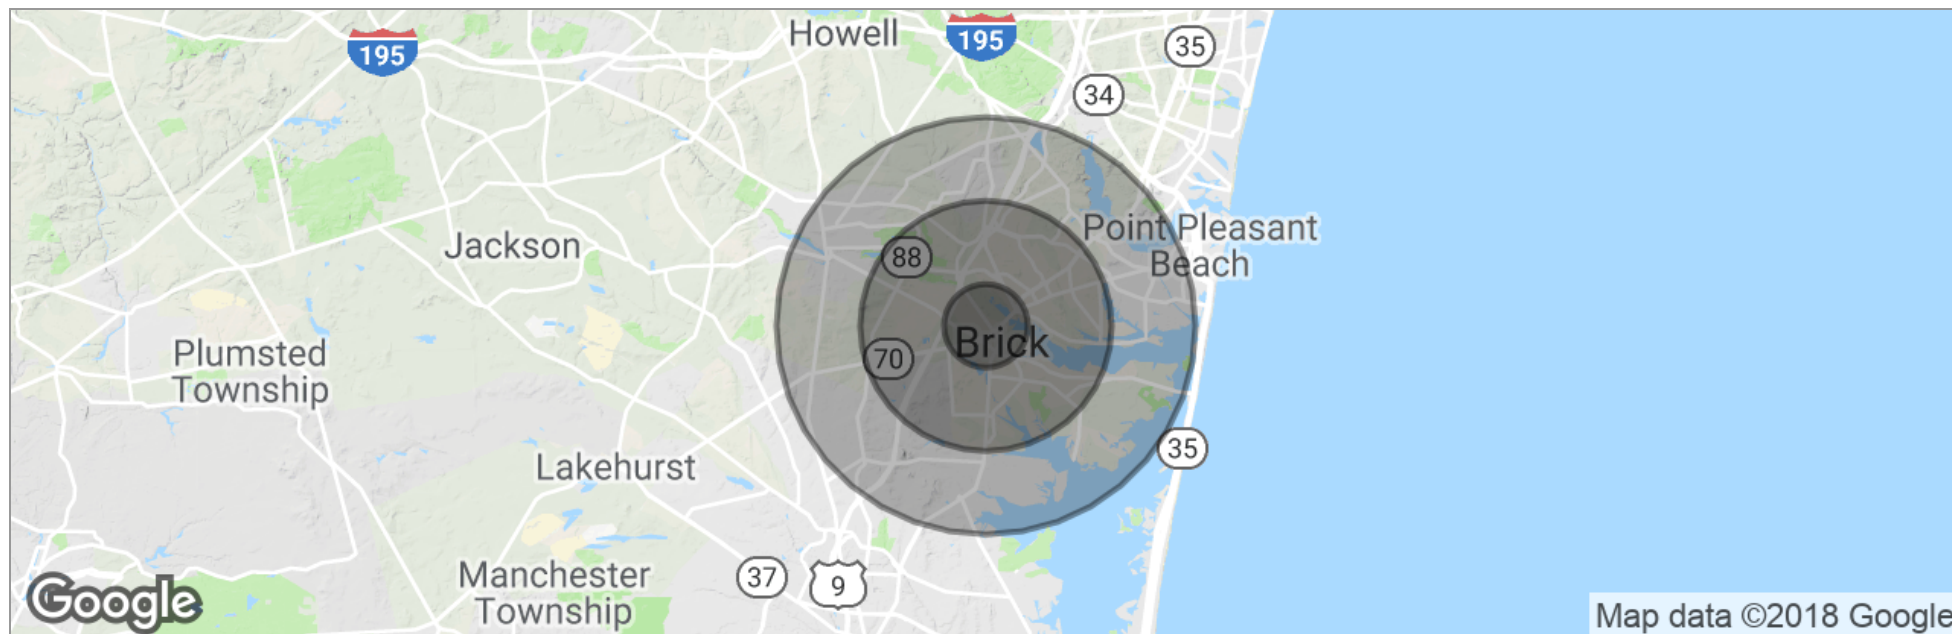 Howell
195
195
35
34
Point Pleasant
Beach
Jackson
88
Brick
70
Plumsted
Township
35
Lakehurst
Manchester
Township
37
9
Google
Map data ©2018 Google